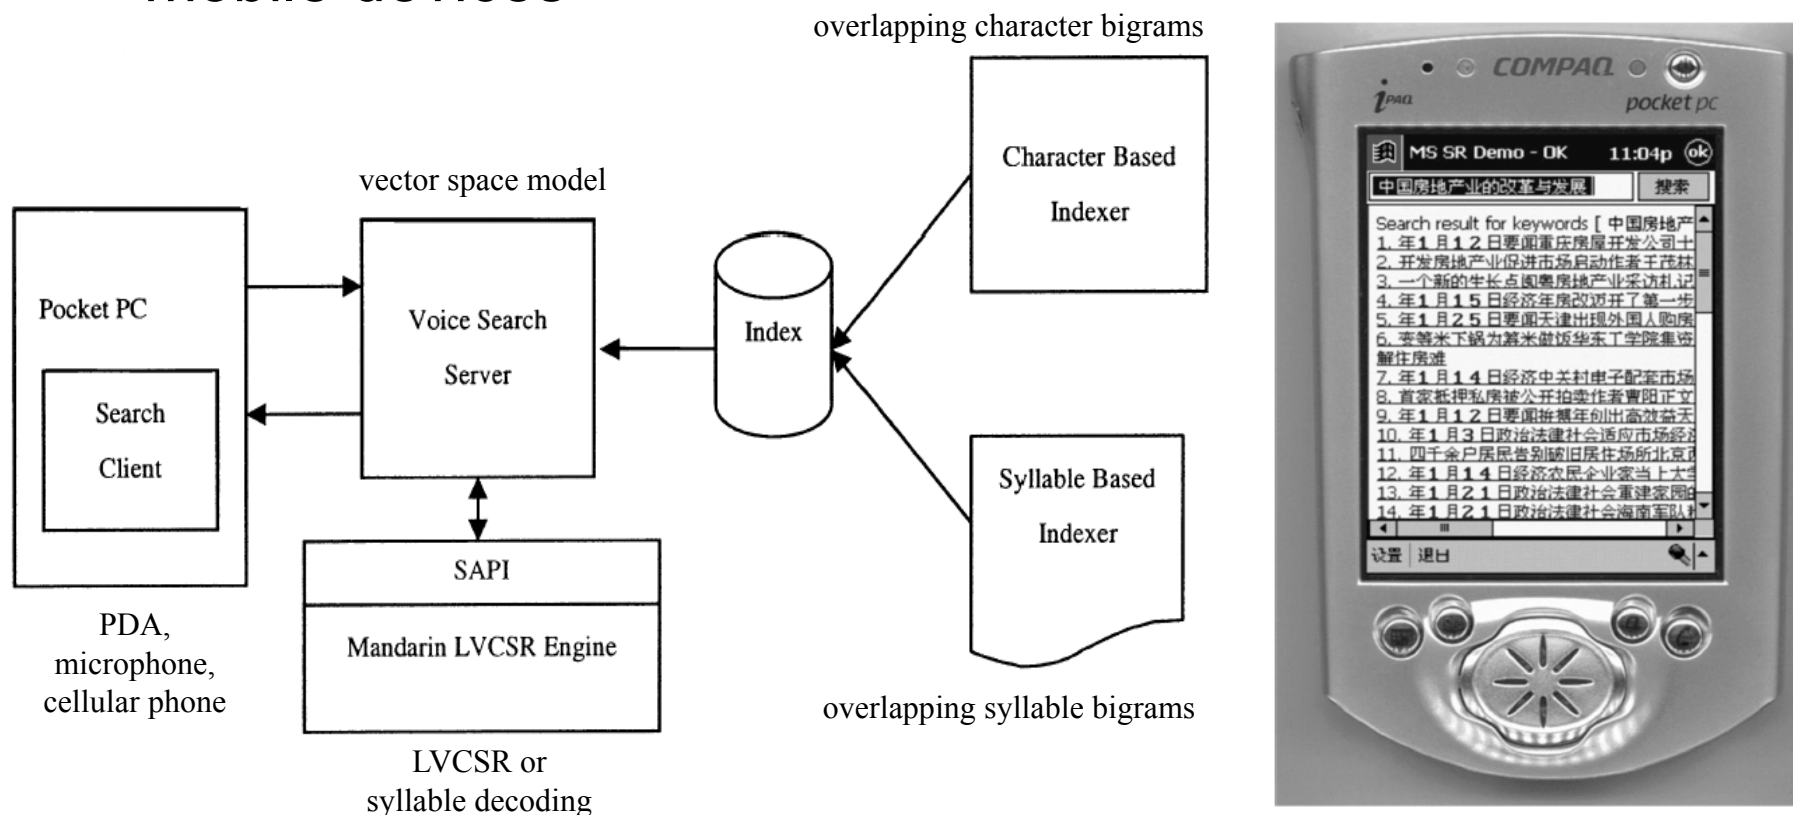 mobile devices
overlapping character bigrams
Character Based
Indexer
vector space model
Pocket PC
Search
Client
Voice Search
Server
Index
Syllable Based
Indexer
SAPI
Mandarin LVCSR Engine
PDA,
microphone,
cellular phone
overlapping syllable bigrams
LVCSR or
syllable decoding
COMPAQ
iPAQ
pocket pc
MS SR Demo - OK 11:04p ok
中国房地产业的改革与发展 搜索
Search result for keywords [ 中国房地产
1. 年1月12日要闻重庆房屋开发公司十
2. 开发房地产业促进市场启动作者王茂林
3. 一个新的生长点闽粤房地产业采访札记
4. 年1月15日经济年房改迈开了第一步
5. 年1月25日要闻天津出现外国人购房
6. 变等米下锅为筹米做饭华东工学院集资
解住房难
7. 年1月14日经济中关村电子配套市场
8. 首家抵押私房被公开拍卖作者曹阳正文
9. 年1月12日要闻拚搏年创出高效益天
10. 年1月3日政治法律社会适应市场经济
11. 四千余户居民告别破旧居住场所北京西
12. 年1月14日经济农民企业家当上大学
13. 年1月21日政治法律社会重建家园
14. 年1月21日政治法律社会海南军队
设置 退出